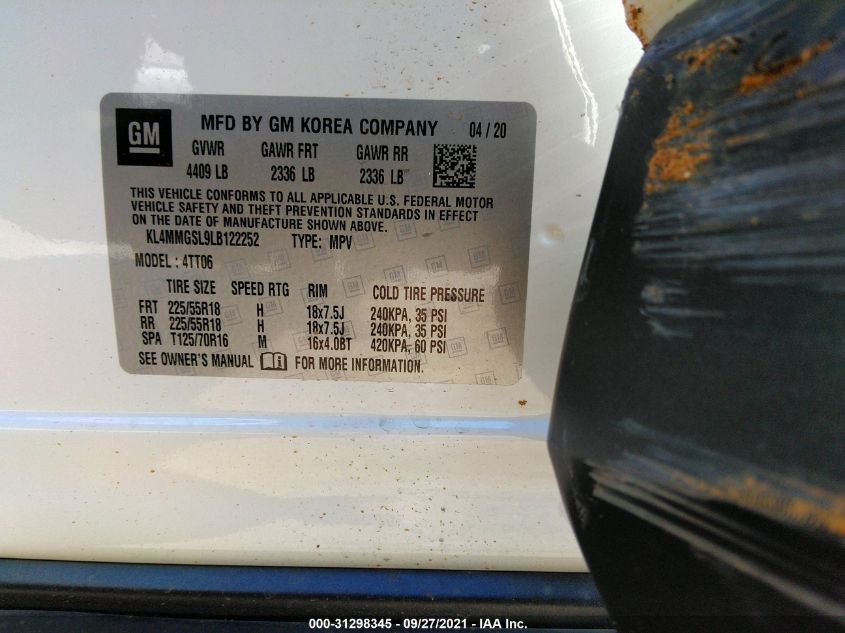 GM
MFD BY GM KOREA COMPANY 04 / 20
GVWR GAWR FRT GAWR RR
4409 LB 2336 LB 2336 LB
THIS VEHICLE CONFORMS TO ALL APPLICABLE U.S. FEDERAL MOTOR
VEHICLE SAFETY AND THEFT PREVENTION STANDARDS IN EFFECT
ON THE DATE OF MANUFACTURE SHOWN ABOVE.
KL4MMGSL9LB122252 TYPE: MPV
MODEL : 4TT06
TIRE SIZE SPEED RTG RIM COLD TIRE PRESSURE
FRT 225/55R18 H 18x7.5J 240KPA, 35 PSI
RR 225/55R18 H 18x7.5J 240KPA, 35 PSI
SPA T125/70R16 M 16x4.0BT 420KPA, 60 PSI
SEE OWNER'S MANUAL FOR MORE INFORMATION.
000-31298345 - 09/27/2021 - IAA Inc.